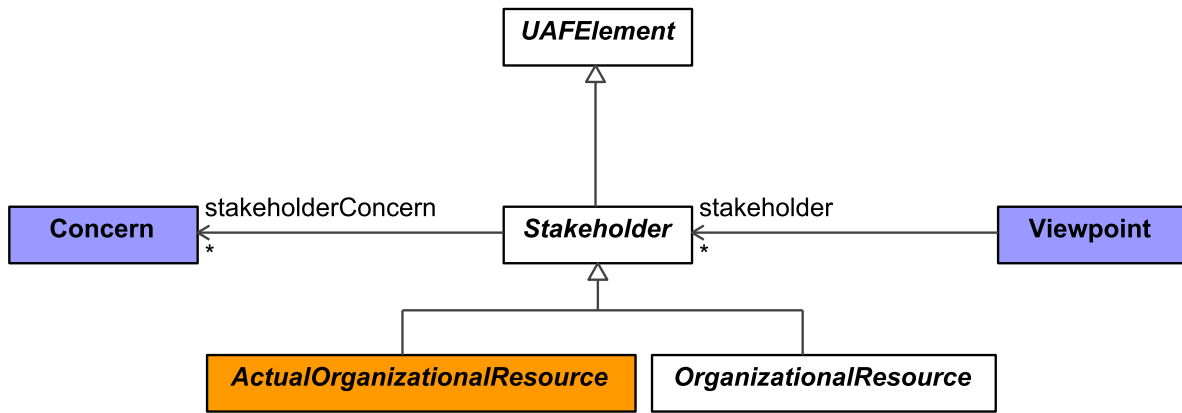 UAFElement
stakeholderConcern
stakeholder
Concern
Stakeholder
Viewpoint
*
*
ActualOrganizationalResource
OrganizationalResource